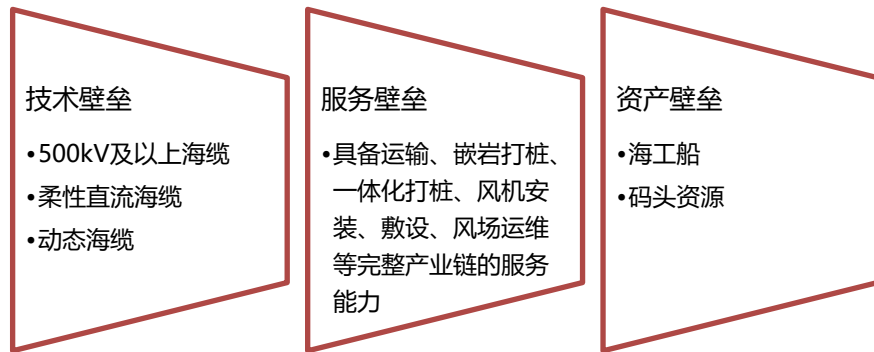 技术壁垒
•500kV及以上海缆
•柔性直流海缆
•动态海缆
服务壁垒
•具备运输、嵌岩打桩、
一体化打桩、风机安
装、敷设、风场运维
等完整产业链的服务
能力
资产壁垒
•海工船
•码头资源